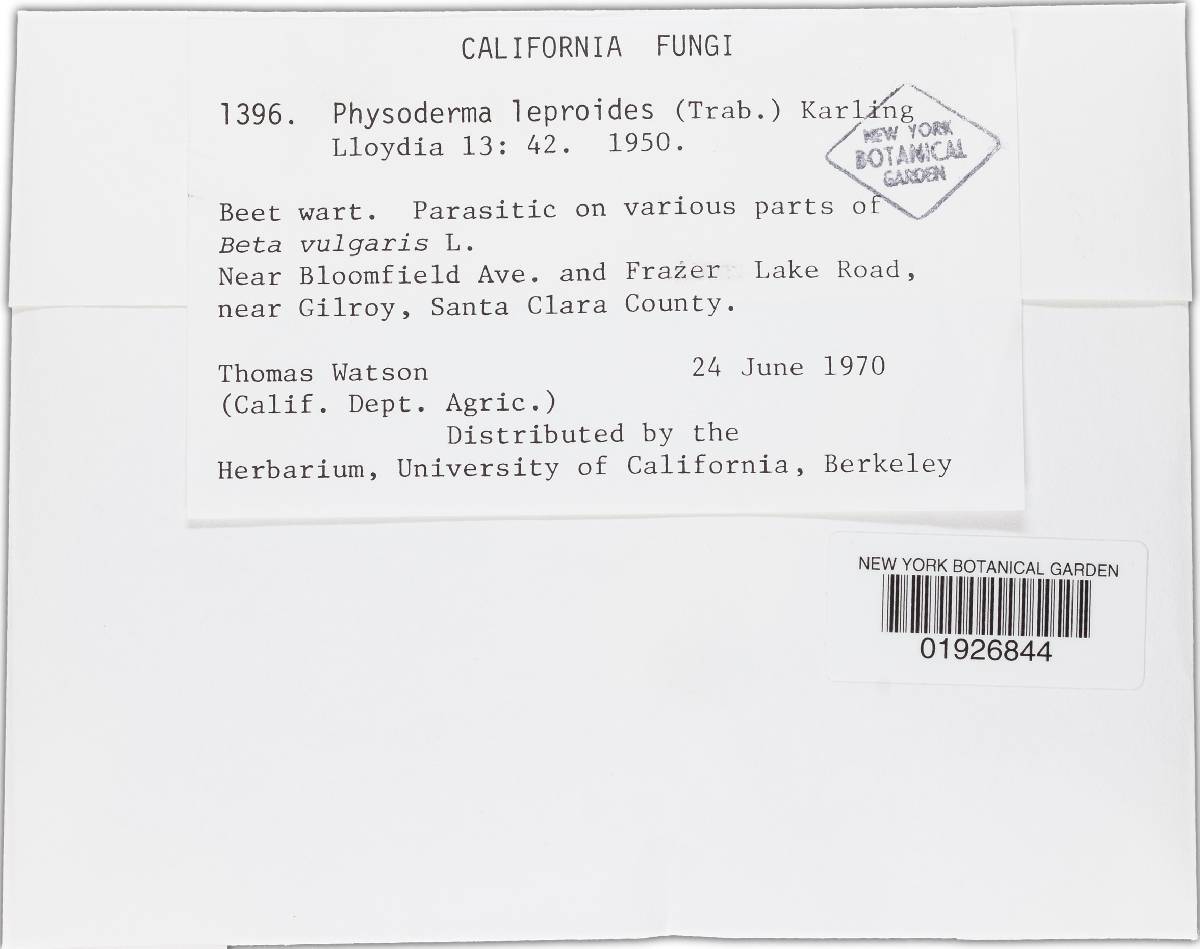 CALIFORNIA FUNGI
1396. Physoderma leproides (Trab.) Karling
Lloydia 13: 42. 1950.
NEW YORK
BOTANICAL
GARDEN
Beet wart. Parasitic on various parts of
Beta vulgaris L.
Near Bloomfield Ave. and Frazer Lake Road,
near Gilroy, Santa Clara County.
Thomas Watson 24 June 1970
(Calif. Dept. Agric.)
Distributed by the
Herbarium, University of California, Berkeley
NEW YORK BOTANICAL GARDEN
01926844